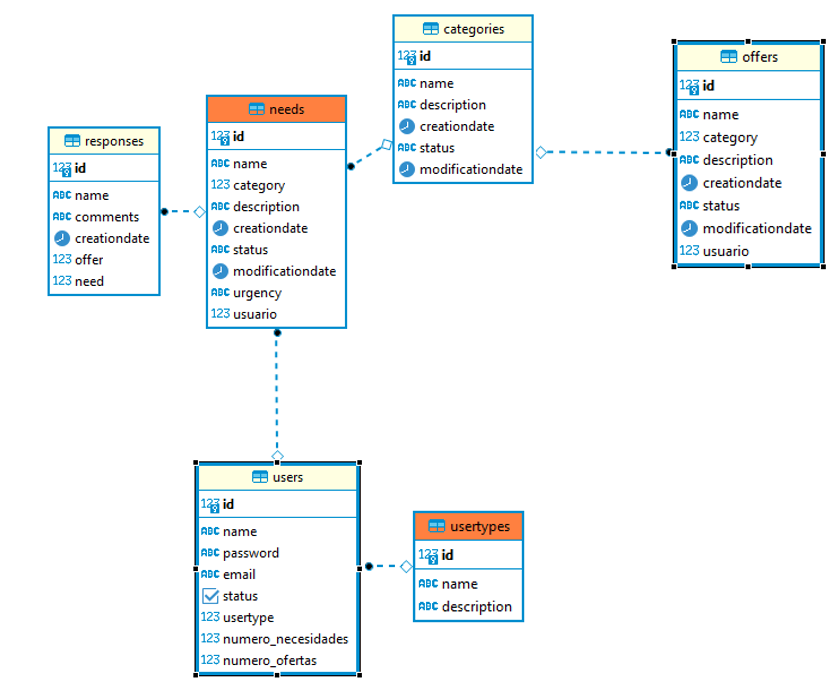 categories
123 id
ABC name
ABC description
creationdate
ABC status
modificationdate
offers
123 id
ABC name
123 category
ABC description
creationdate
ABC status
modificationdate
123 usuario
needs
123 id
ABC name
123 category
ABC description
creationdate
ABC status
modificationdate
ABC urgency
123 usuario
responses
123 id
ABC name
ABC comments
creationdate
123 offer
123 need
users
123 id
ABC name
ABC password
ABC email
status
123 usertype
123 numero_necesidades
123 numero_ofertas
usertypes
123 id
ABC name
ABC description